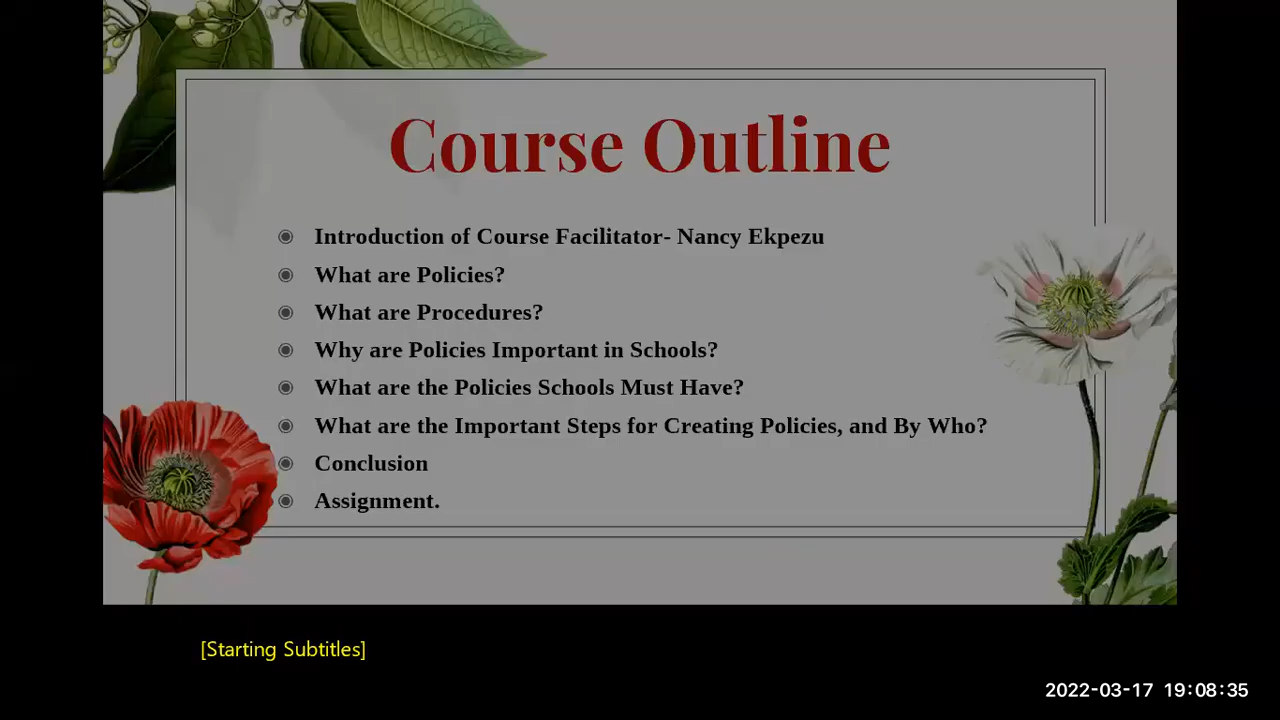 Course Outline
Introduction of Course Facilitator- Nancy Ekpezu
What are Policies?
What are Procedures?
Why are Policies Important in Schools?
What are the Policies Schools Must Have?
What are the Important Steps for Creating Policies, and By Who?
Conclusion
Assignment.
[Starting Subtitles]
2022-03-17 19:08:35